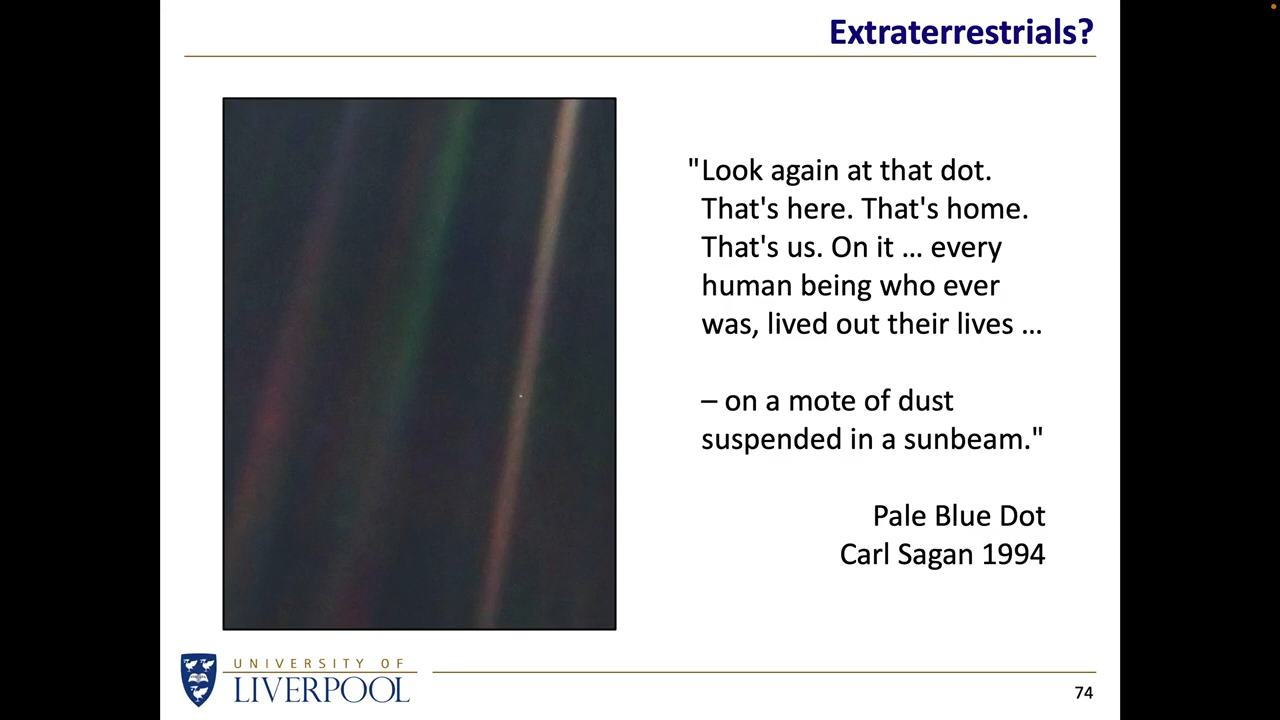 Extraterrestrials?
"Look again at that dot.
That's here. That's home.
That's us. On it … every
human being who ever
was, lived out their lives …
– on a mote of dust
suspended in a sunbeam."
Pale Blue Dot
Carl Sagan 1994
UNIVERSITY OF
LIVERPOOL
74